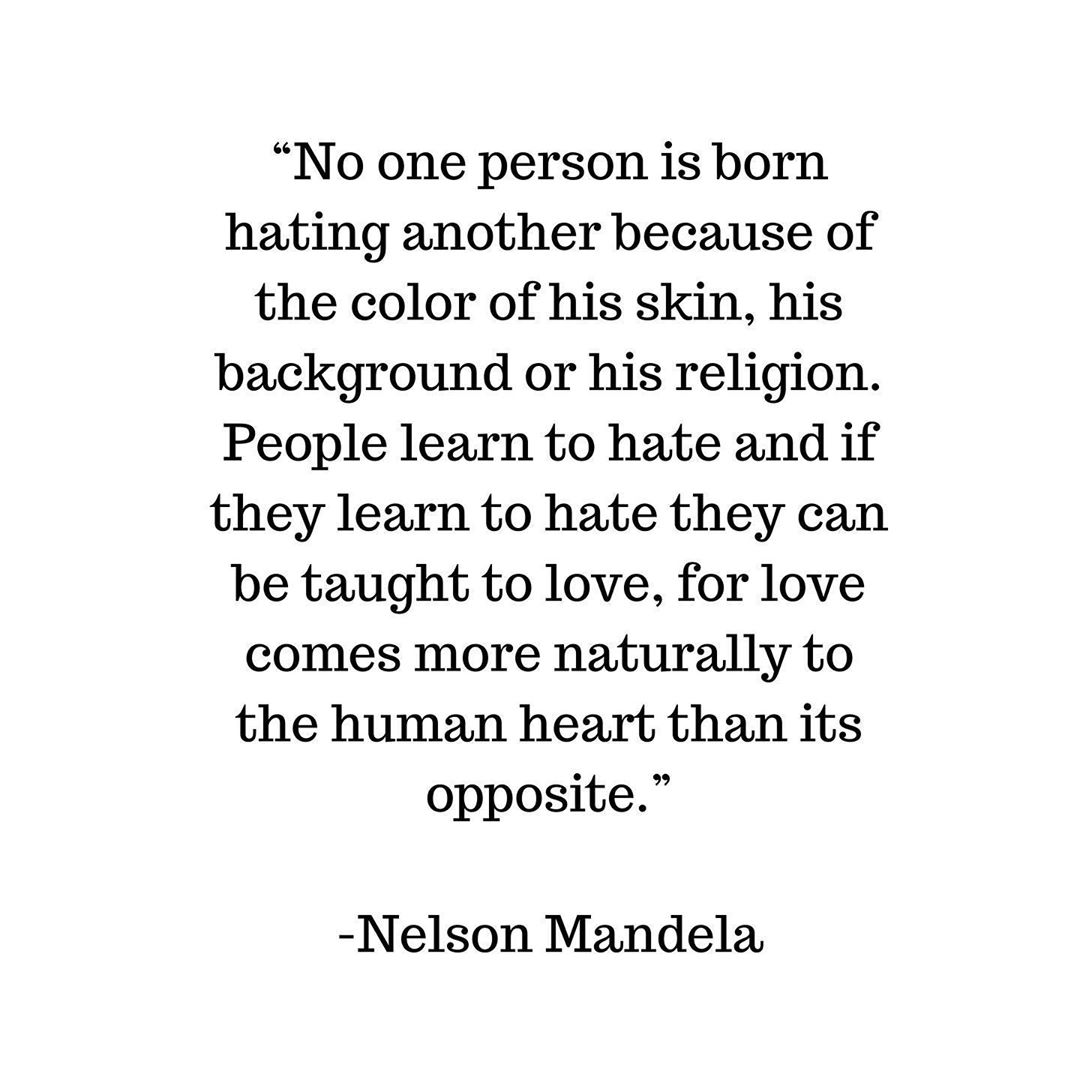 “No one person is born
hating another because of
the color of his skin, his
background or his religion.
People learn to hate and if
they learn to hate they can
be taught to love, for love
comes more naturally to
the human heart than its
opposite.”
-Nelson Mandela